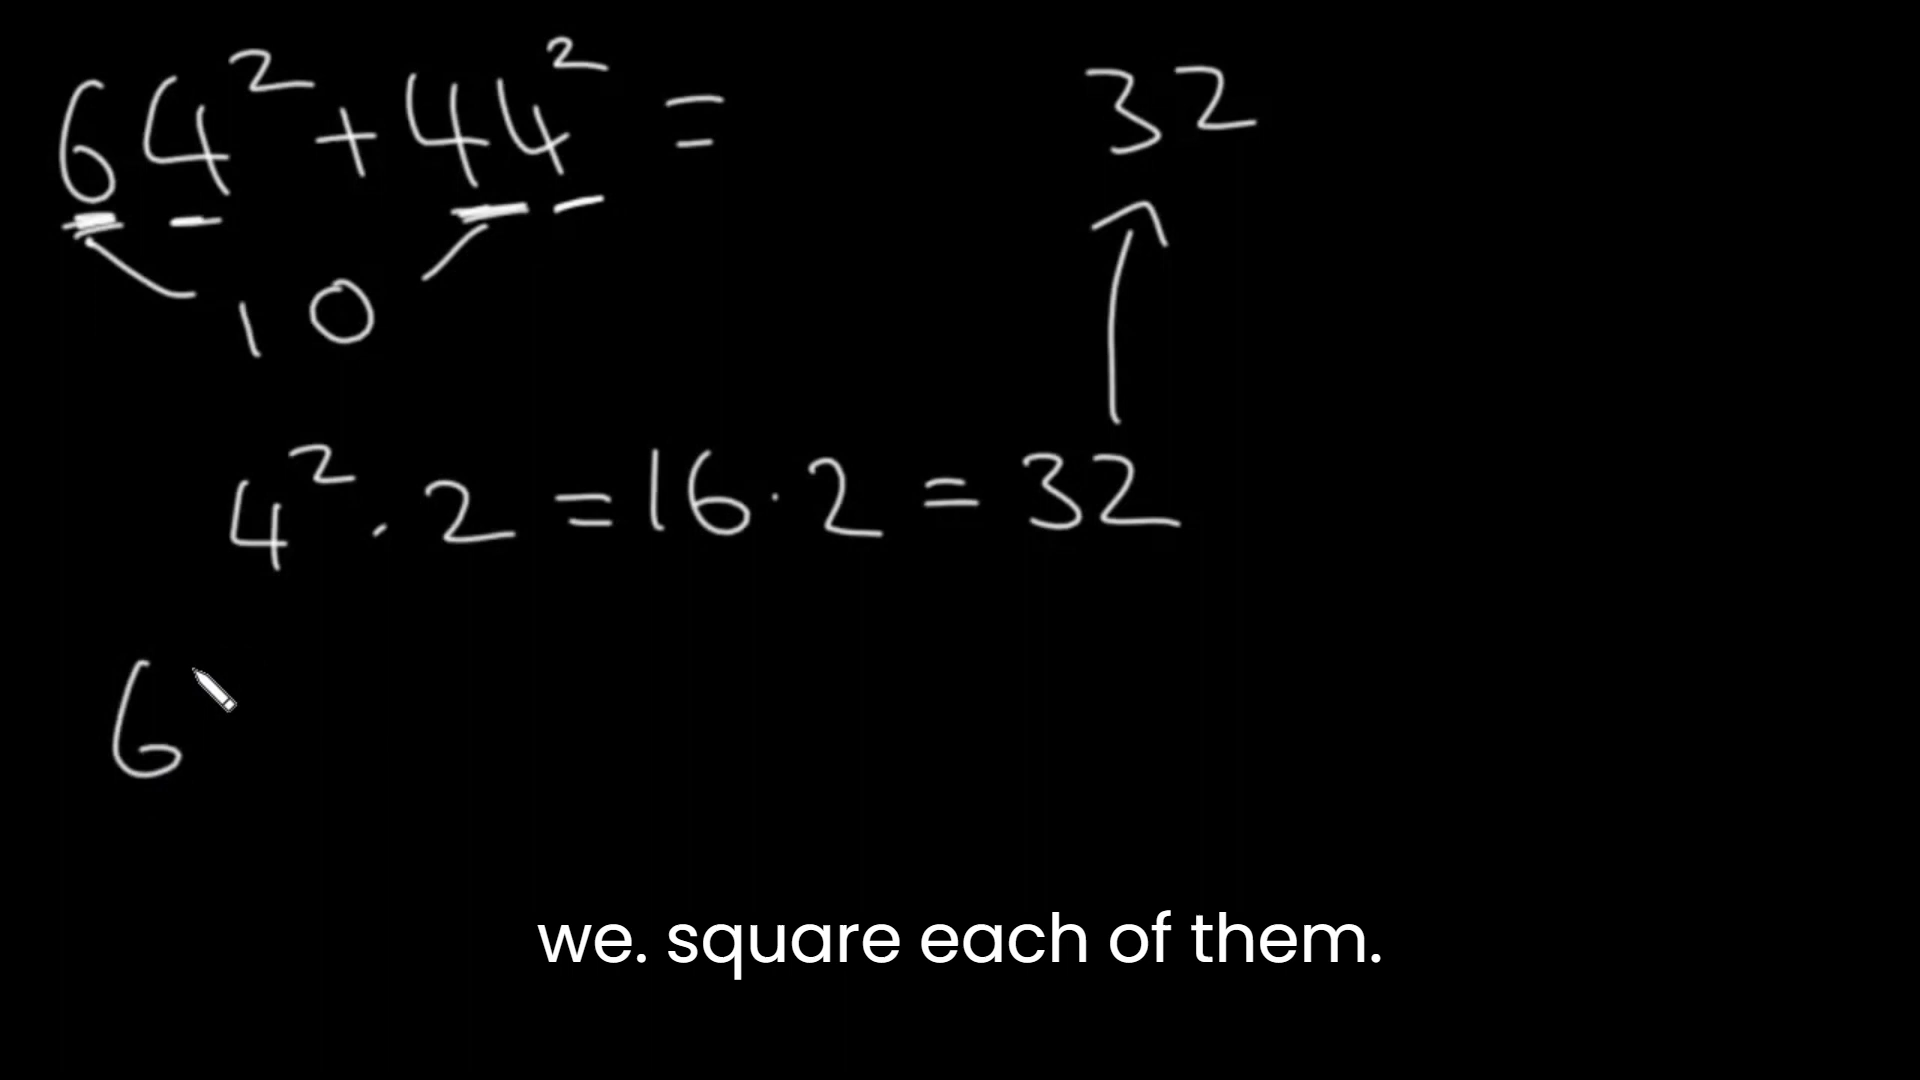 64² + 44² = 32
10
4² · 2 = 16 · 2 = 32
6
we. square each of them.